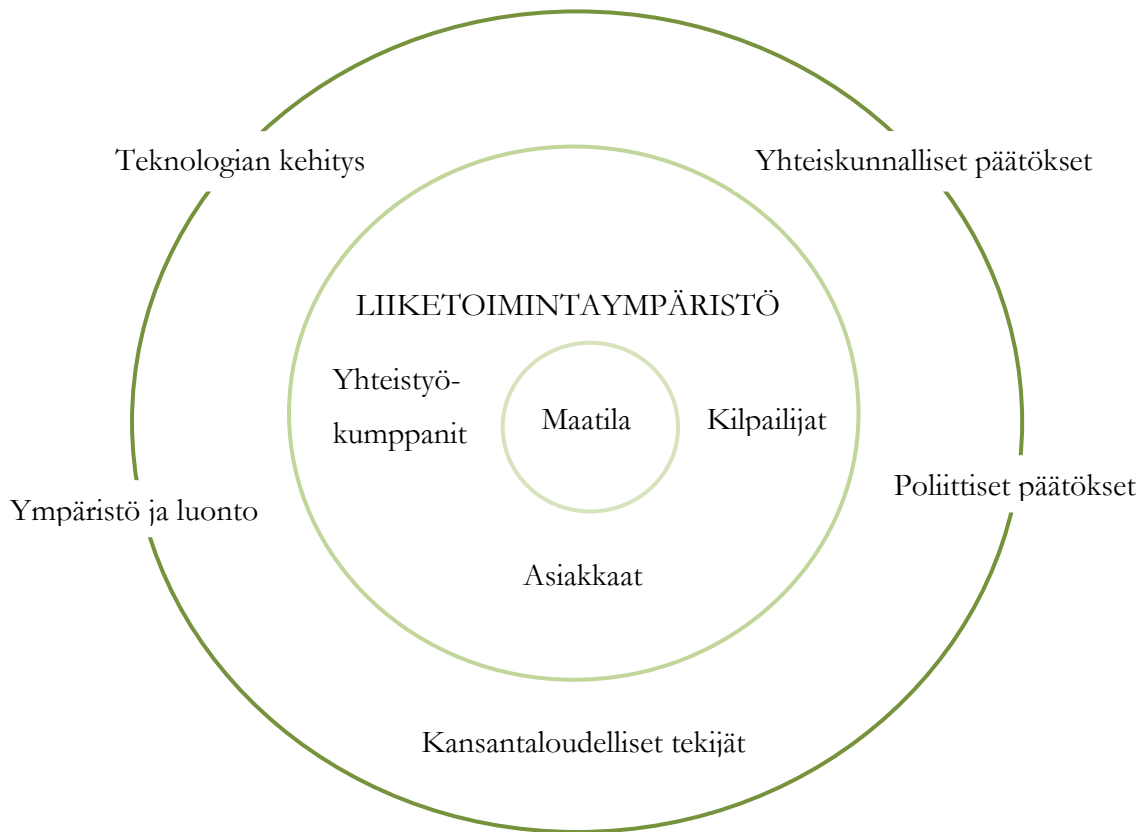 Teknologian kehitys
Yhteiskunnalliset päätökset
LIIKETOIMINTAYMPÄRISTÖ
Yhteistyö-
kumppanit
Maatila
Kilpailijat
Poliittiset päätökset
Ympäristö ja luonto
Asiakkaat
Kansantaloudelliset tekijät